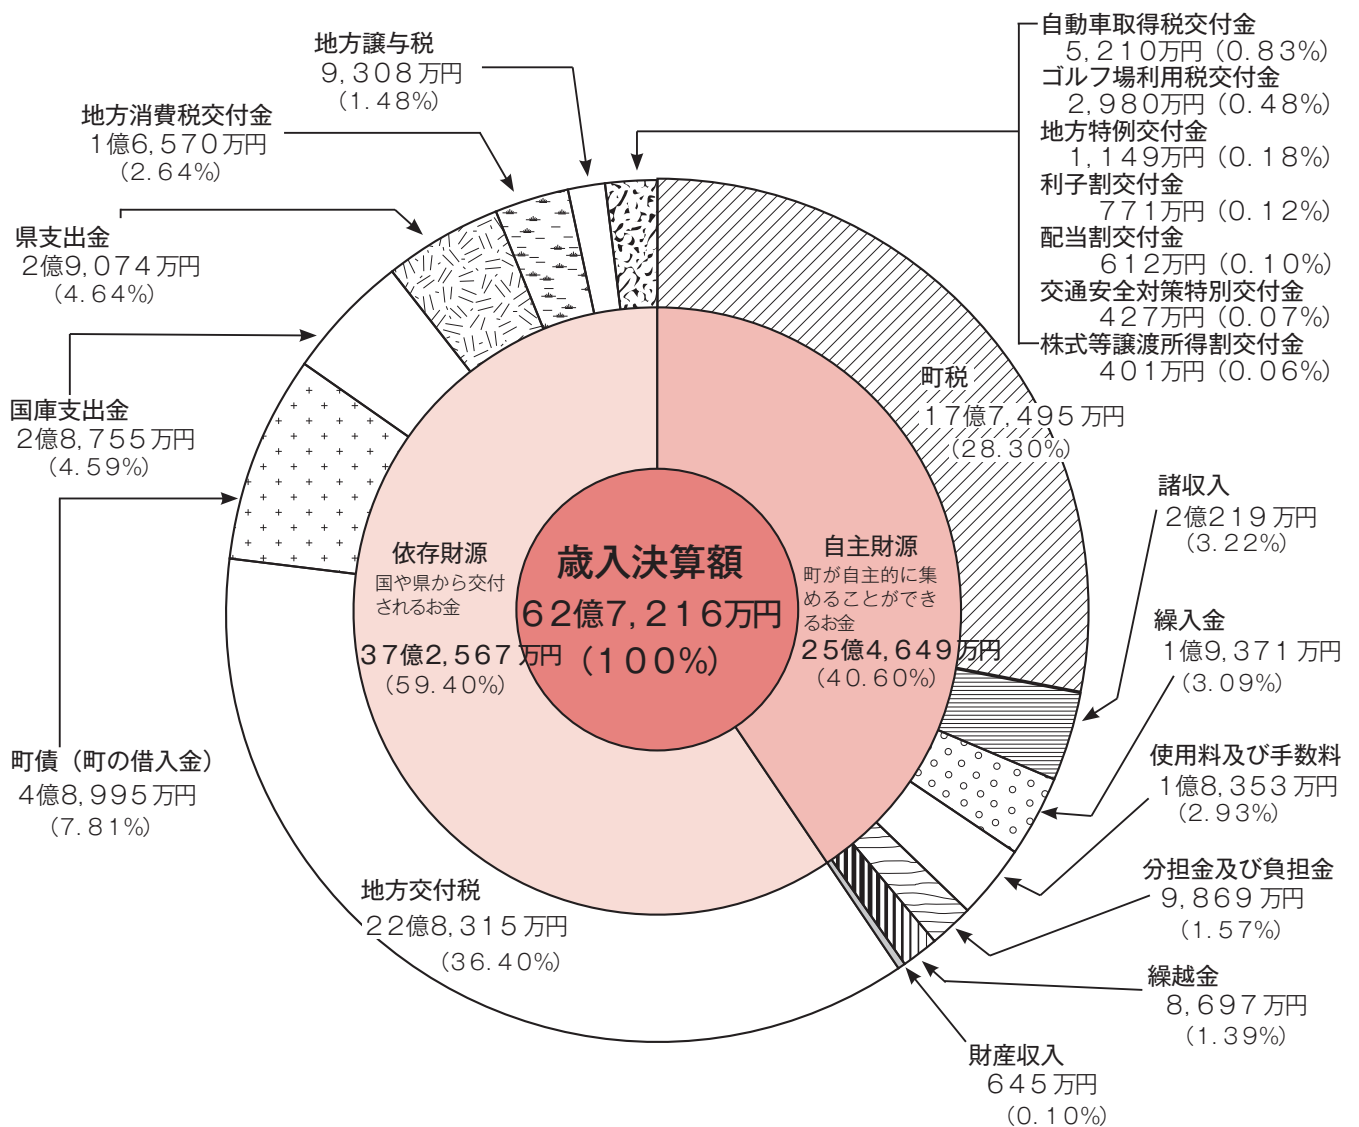 自動車取得税交付金
5,210万円(0.83%)
ゴルフ場利用税交付金
2,980万円(0.48%)
地方特例交付金
1,149万円(0.18%)
利子割交付金
771万円(0.12%)
配当割交付金
612万円(0.10%)
交通安全対策特別交付金
427万円(0.07%)
株式等譲渡所得割交付金
401万円(0.06%)
地方譲与税
9,308万円
(1.48%)
地方消費税交付金
1億6,570万円
(2.64%)
県支出金
2億9,074万円
(4.64%)
国庫支出金
2億8,755万円
(4.59%)
町債(町の借入金)
4億8,995万円
(7.81%)
地方交付税
22億8,315万円
(36.40%)
依存財源
国や県から交付
されるお金
37億2,567万円
(59.40%)
歳入決算額
62億7,216万円
(100%)
自主財源
町が自主的に集
めることができ
るお金
25億4,649万円
(40.60%)
町税
17億7,495万円
(28.30%)
諸収入
2億219万円
(3.22%)
繰入金
1億9,371万円
(3.09%)
使用料及び手数料
1億8,353万円
(2.93%)
分担金及び負担金
9,869万円
(1.57%)
繰越金
8,697万円
(1.39%)
財産収入
645万円
(0.10%)